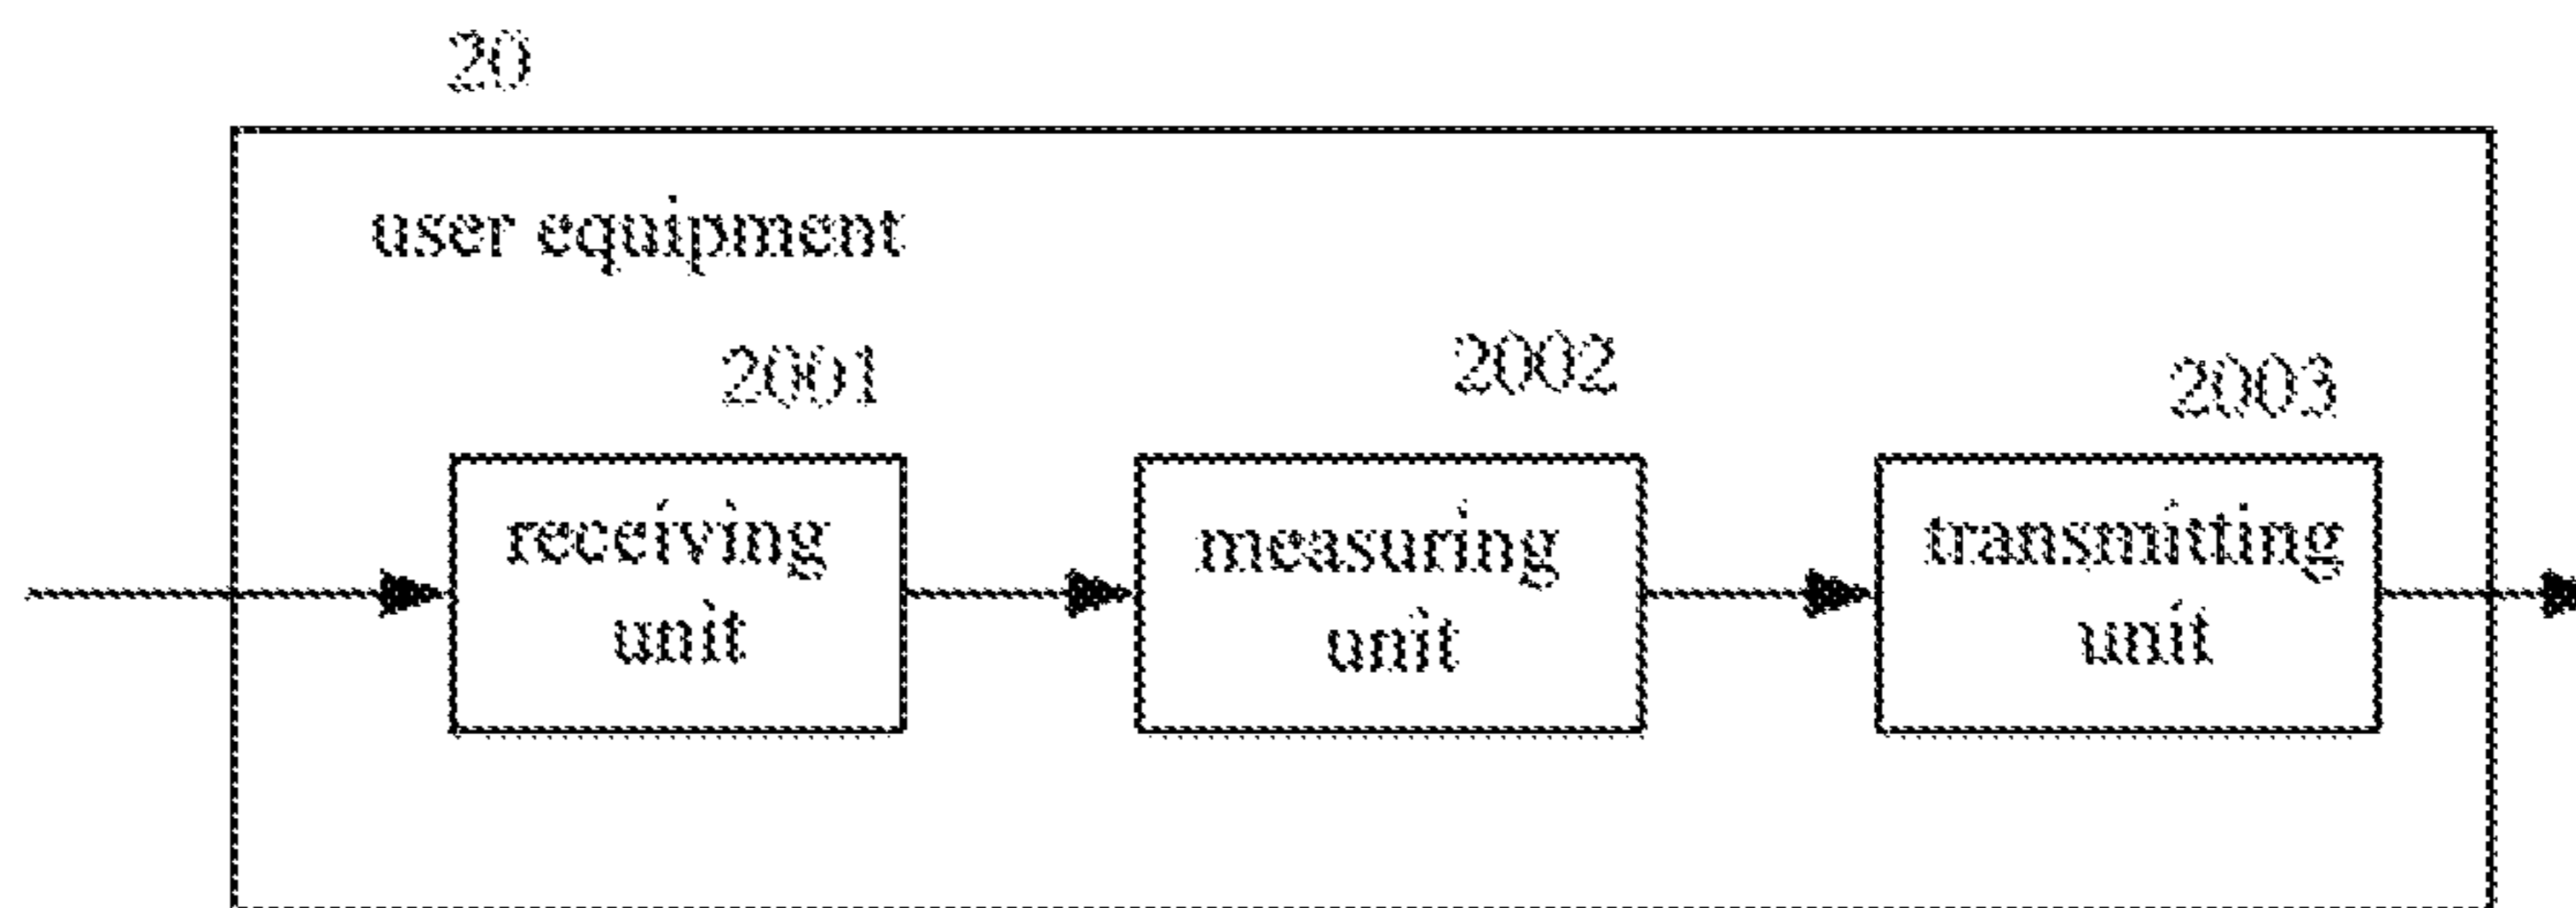 20
user equipment
2001
2002
2003
receiving
unit
measuring
unit
transmitting
unit